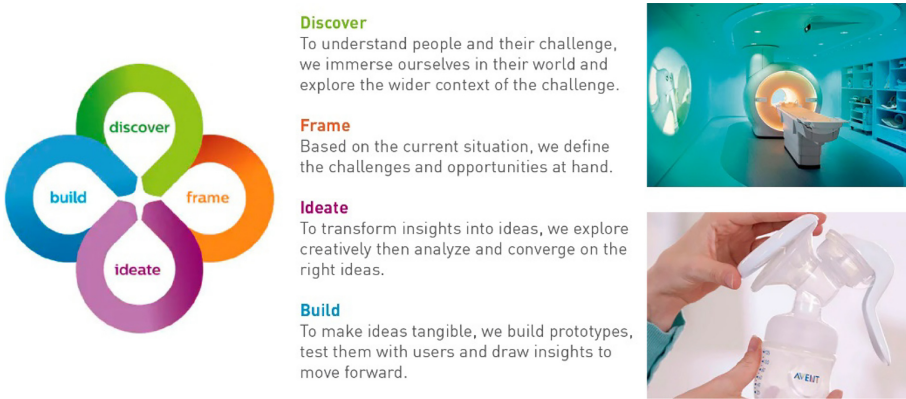 discover
build
frame
ideate
Discover
To understand people and their challenge,
we immerse ourselves in their world and
explore the wider context of the challenge.
Frame
Based on the current situation, we define
the challenges and opportunities at hand.
Ideate
To transform insights into ideas, we explore
creatively then analyze and converge on the
right ideas.
Build
To make ideas tangible, we build prototypes,
test them with users and draw insights to
move forward.
AVENT